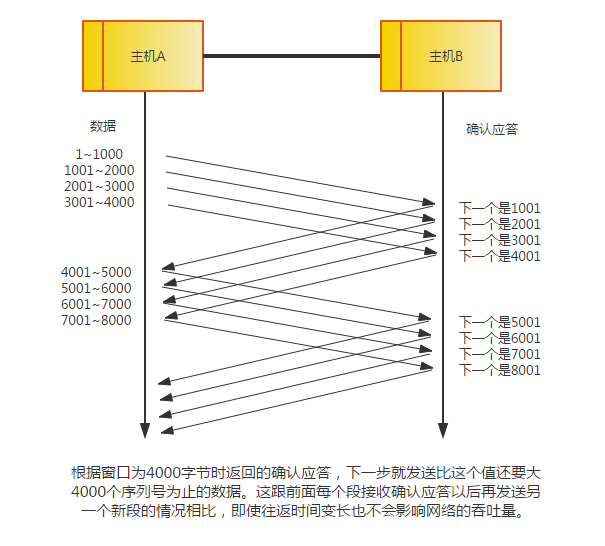 主机A
主机B
数据
确认应答
1~1000
1001~2000
2001~3000
3001~4000
下一个是1001
下一个是2001
下一个是3001
下一个是4001
4001~5000
5001~6000
6001~7000
7001~8000
下一个是5001
下一个是6001
下一个是7001
下一个是8001
根据窗口为4000字节时返回的确认应答，下一步就发送比这个值还要大
4000个序列号为止的数据。这跟前面每个段接收确认应答以后再发送另
一个新段的情况相比，即使往返时间变长也不会影响网络的吞吐量。